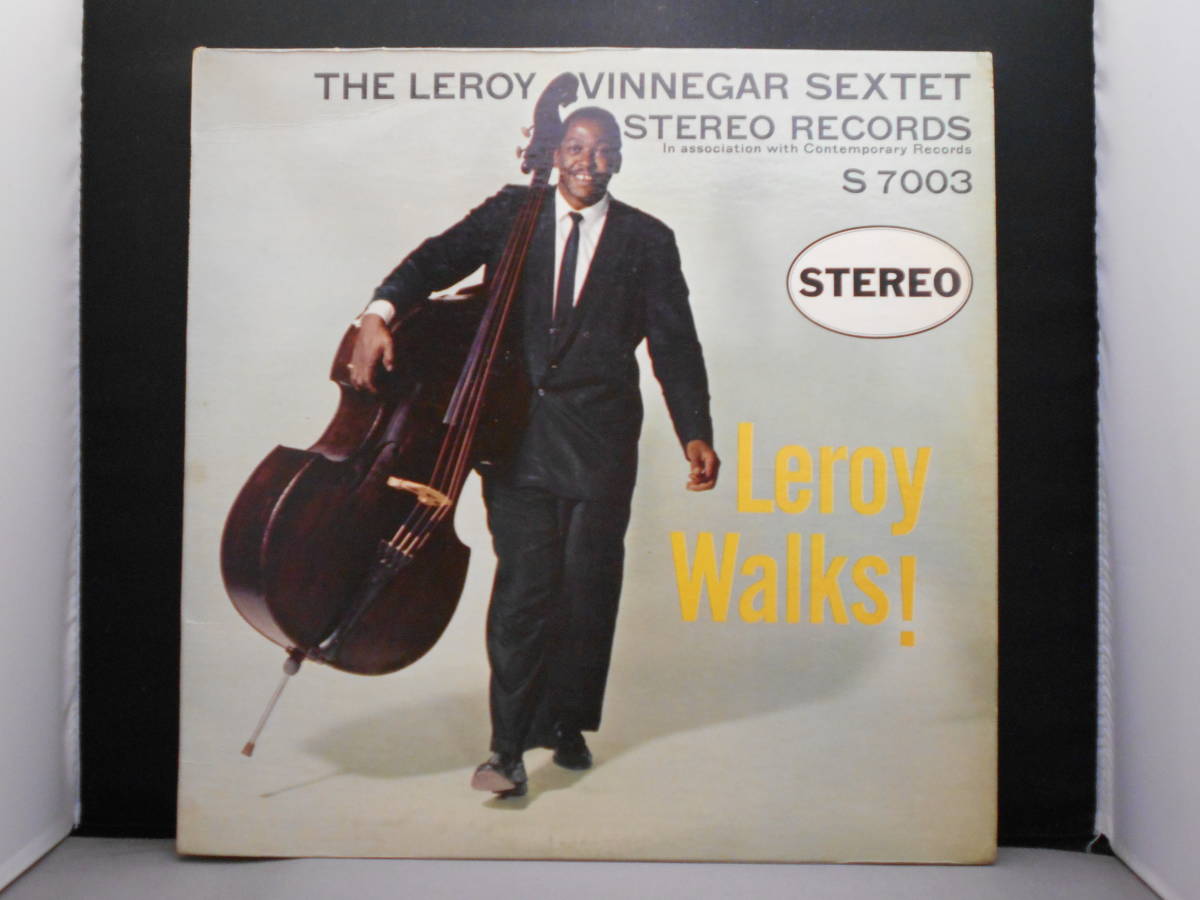 THE LEROY VINNEGAR SEXTET
STEREO RECORDS
In association with Contemporary Records
S 7003
STEREO
Leroy
Walks!